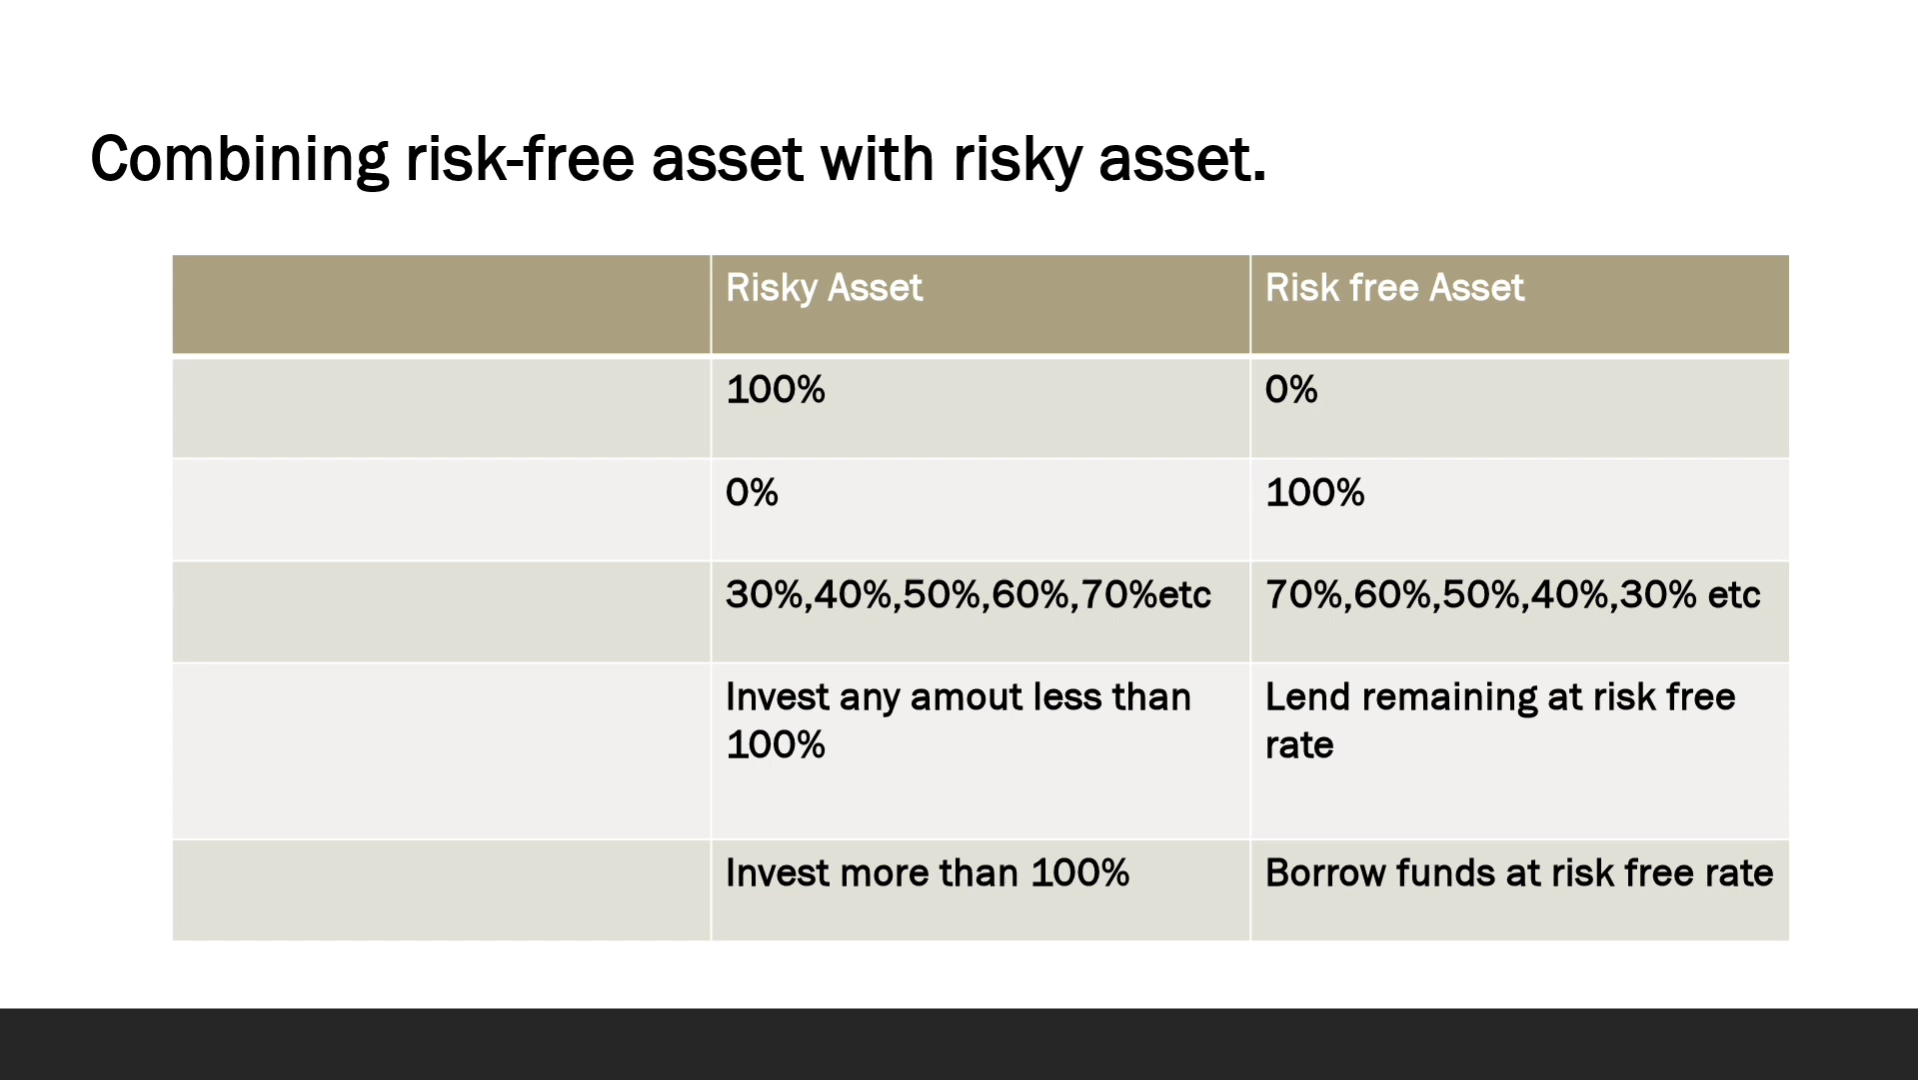 Combining risk-free asset with risky asset.
Risky Asset
Risk free Asset
100%
0%
0%
100%
30%,40%,50%,60%,70%etc
70%,60%,50%,40%,30% etc
Invest any amout less than
100%
Lend remaining at risk free
rate
Invest more than 100%
Borrow funds at risk free rate